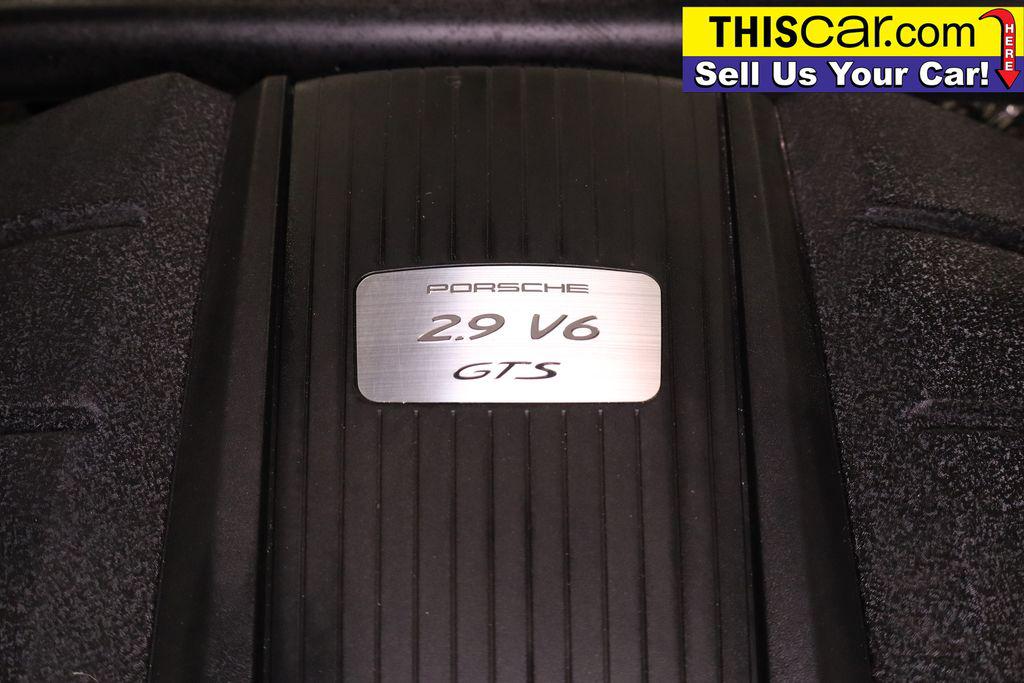 THISCar.com
HERE
Sell Us Your Car!
PORSCHE
2.9 V6
GTS